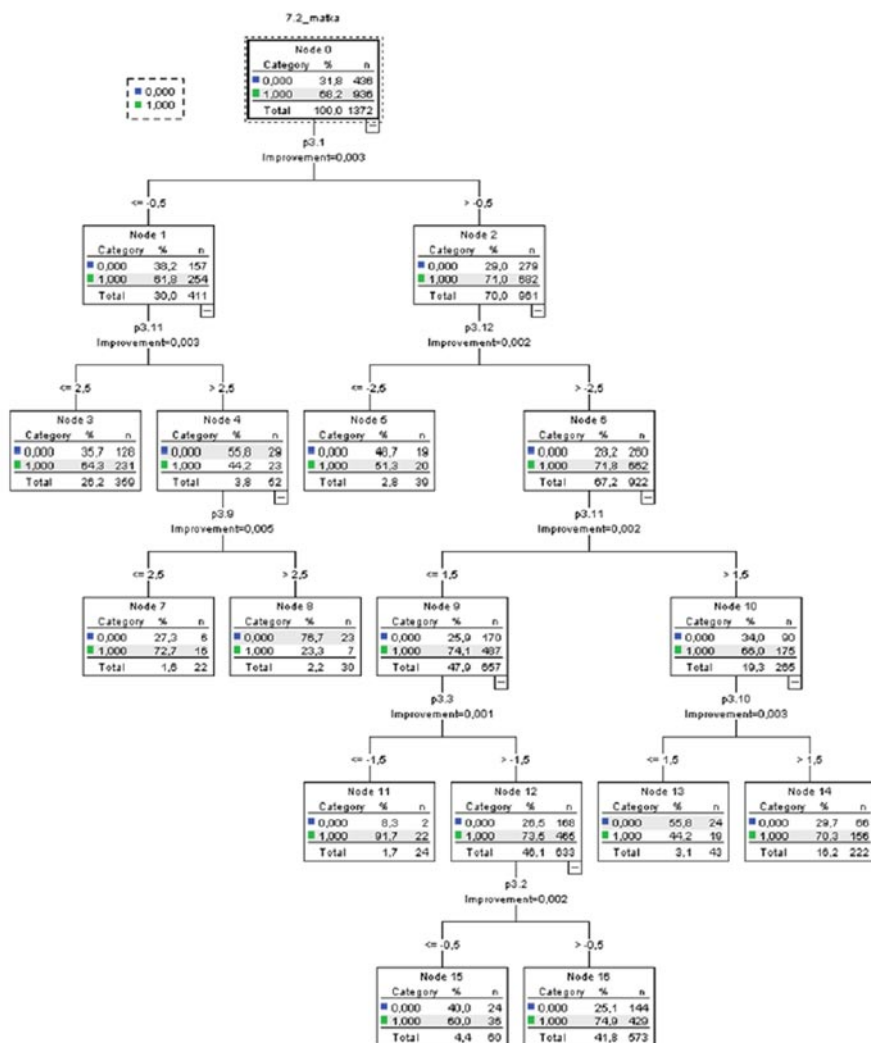 7.2_matka
Node 0
Category % n
0,000 31,8 436
1,000 68,2 936
Total 100,0 1372
0,000
1,000
p3.1
Improvement=0,003
<= -0,5
> -0,5
Node 1
Category % n
0,000 38,2 157
1,000 61,8 254
Total 30,0 411
Node 2
Category % n
0,000 29,0 279
1,000 71,0 682
Total 70,0 961
p3.11
Improvement=0,003
p3.12
Improvement=0,002
<= 2,5
> 2,5
<= -2,5
> -2,5
Node 3
Category % n
0,000 35,7 128
1,000 64,3 231
Total 26,2 359
Node 4
Category % n
0,000 55,8 29
1,000 44,2 23
Total 3,8 52
Node 5
Category % n
0,000 48,7 19
1,000 51,3 20
Total 2,8 39
Node 6
Category % n
0,000 28,2 260
1,000 71,8 662
Total 67,2 922
p3.9
Improvement=0,005
p3.11
Improvement=0,002
<= 2,5
> 2,5
<= 1,5
> 1,5
Node 7
Category % n
0,000 27,3 6
1,000 72,7 16
Total 1,6 22
Node 8
Category % n
0,000 76,7 23
1,000 23,3 7
Total 2,2 30
Node 9
Category % n
0,000 25,9 170
1,000 74,1 487
Total 47,9 657
Node 10
Category % n
0,000 34,0 90
1,000 66,0 175
Total 19,3 265
p3.3
Improvement=0,001
p3.10
Improvement=0,003
<= -1,5
> -1,5
<= 1,5
> 1,5
Node 11
Category % n
0,000 8,3 2
1,000 91,7 22
Total 1,7 24
Node 12
Category % n
0,000 26,5 168
1,000 73,5 465
Total 46,1 633
Node 13
Category % n
0,000 55,8 24
1,000 44,2 19
Total 3,1 43
Node 14
Category % n
0,000 29,7 66
1,000 70,3 156
Total 16,2 222
p3.2
Improvement=0,002
<= -0,5
> -0,5
Node 15
Category % n
0,000 40,0 24
1,000 60,0 36
Total 4,4 60
Node 16
Category % n
0,000 25,1 144
1,000 74,9 429
Total 41,8 573